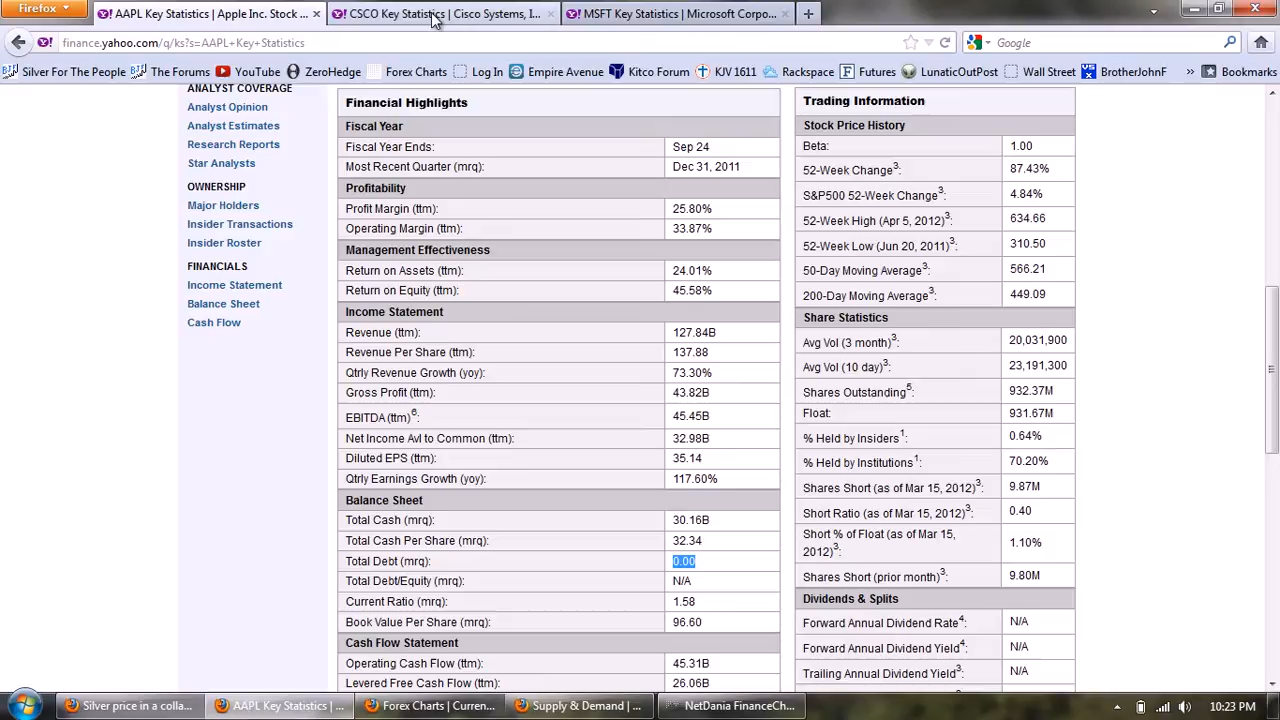 Firefox
AAPL Key Statistics | Apple Inc. Stock ...
CSCO Key Statistics | Cisco Systems, I...
MSFT Key Statistics | Microsoft Corpo...
finance.yahoo.com/q/ks?s=AAPL+Key+Statistics
Google
Silver For The People
The Forums
YouTube
ZeroHedge
Forex Charts
Log In
Empire Avenue
Kitco Forum
KJV 1611
Rackspace
Futures
LunaticOutPost
Wall Street
BrotherJohnF
»
Bookmarks
ANALYST COVERAGE
Analyst Opinion
Analyst Estimates
Research Reports
Star Analysts
OWNERSHIP
Major Holders
Insider Transactions
Insider Roster
FINANCIALS
Income Statement
Balance Sheet
Cash Flow
Financial Highlights
Fiscal Year
Fiscal Year Ends: Sep 24
Most Recent Quarter (mrq): Dec 31, 2011
Profitability
Profit Margin (ttm): 25.80%
Operating Margin (ttm): 33.87%
Management Effectiveness
Return on Assets (ttm): 24.01%
Return on Equity (ttm): 45.58%
Income Statement
Revenue (ttm): 127.84B
Revenue Per Share (ttm): 137.88
Qtrly Revenue Growth (yoy): 73.30%
Gross Profit (ttm): 43.82B
EBITDA (ttm)6: 45.45B
Net Income Avl to Common (ttm): 32.98B
Diluted EPS (ttm): 35.14
Qtrly Earnings Growth (yoy): 117.60%
Balance Sheet
Total Cash (mrq): 30.16B
Total Cash Per Share (mrq): 32.34
Total Debt (mrq): 0.00
Total Debt/Equity (mrq): N/A
Current Ratio (mrq): 1.58
Book Value Per Share (mrq): 96.60
Cash Flow Statement
Operating Cash Flow (ttm): 45.31B
Levered Free Cash Flow (ttm): 26.06B
Trading Information
Stock Price History
Beta: 1.00
52-Week Change3: 87.43%
S&P500 52-Week Change3: 4.84%
52-Week High (Apr 5, 2012)3: 634.66
52-Week Low (Jun 20, 2011)3: 310.50
50-Day Moving Average3: 566.21
200-Day Moving Average3: 449.09
Share Statistics
Avg Vol (3 month)3: 20,031,900
Avg Vol (10 day)3: 23,191,300
Shares Outstanding5: 932.37M
Float: 931.67M
% Held by Insiders1: 0.64%
% Held by Institutions1: 70.20%
Shares Short (as of Mar 15, 2012)3: 9.87M
Short Ratio (as of Mar 15, 2012)3: 0.40
Short % of Float (as of Mar 15,
2012)3: 1.10%
Shares Short (prior month)3: 9.80M
Dividends & Splits
Forward Annual Dividend Rate4: N/A
Forward Annual Dividend Yield4: N/A
Trailing Annual Dividend Yield3: N/A
Silver price in a colla...
AAPL Key Statistics | ...
Forex Charts | Curren...
Supply & Demand | ...
NetDania FinanceCh...
10:23 PM